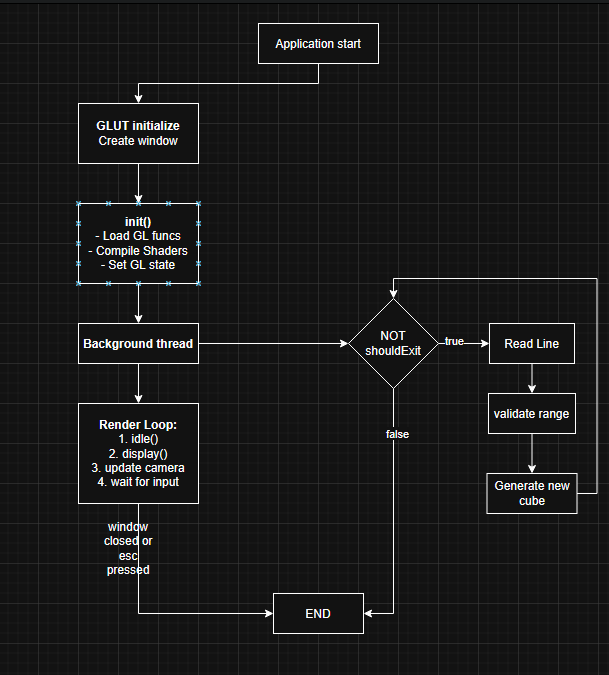 Application start
GLUT initialize
Create window
init()
- Load GL funcs
- Compile Shaders
- Set GL state
Background thread
NOT
shouldExit
true
Read Line
validate range
Generate new
cube
false
Render Loop:
1. idle()
2. display()
3. update camera
4. wait for input
window
closed or
esc
pressed
END